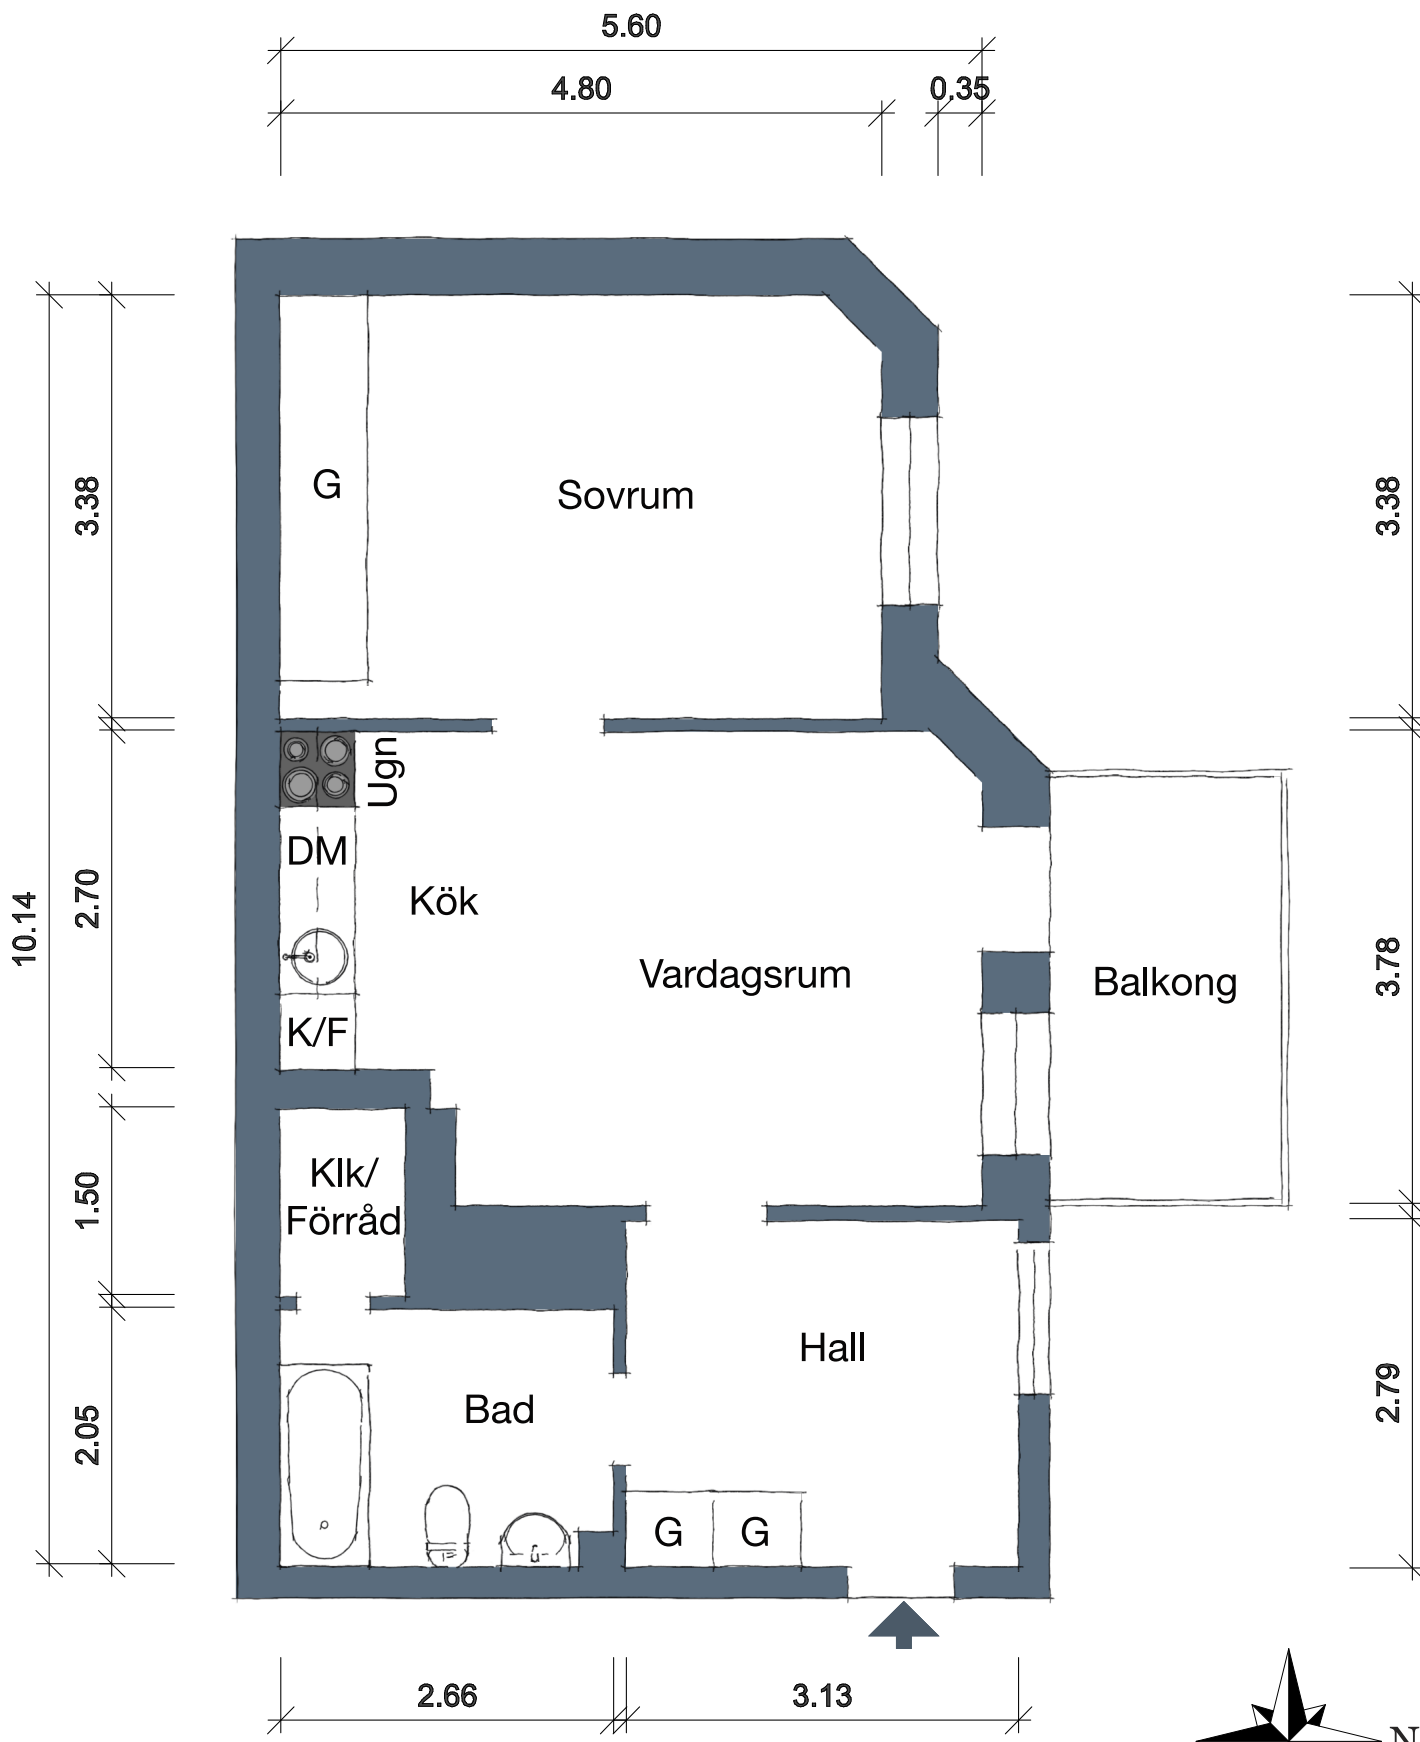 5.60
4.80
0.35
3.38
G
Sovrum
3.38
Ugn
DM
Kök
2.70
10.14
Vardagsrum
Balkong
3.78
K/F
Klk/
Förråd
1.50
Hall
Bad
2.05
2.79
G
G
2.66
3.13
N